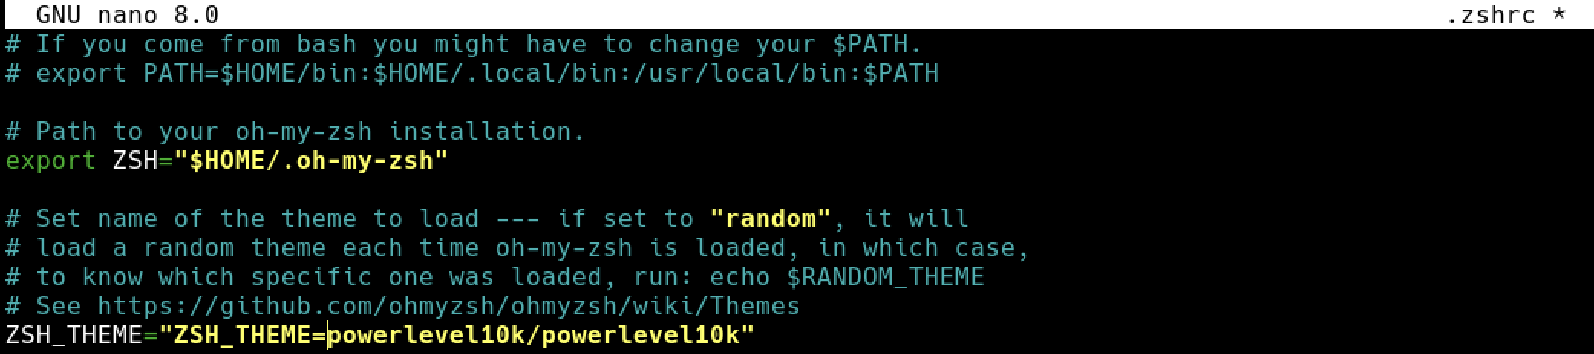 GNU nano 8.0 .zshrc *
# If you come from bash you might have to change your $PATH.
# export PATH=$HOME/bin:$HOME/.local/bin:/usr/local/bin:$PATH
# Path to your oh-my-zsh installation.
export ZSH="$HOME/.oh-my-zsh"
# Set name of the theme to load --- if set to "random", it will
# load a random theme each time oh-my-zsh is loaded, in which case,
# to know which specific one was loaded, run: echo $RANDOM_THEME
# See https://github.com/ohmyzsh/ohmyzsh/wiki/Themes
ZSH_THEME="ZSH_THEME=powerlevel10k/powerlevel10k"